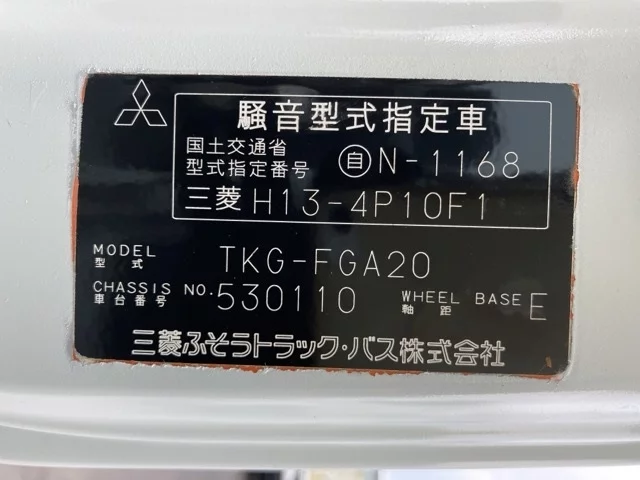 騒音型式指定車
国土交通省
型式指定番号 自 N-1168
三菱 H13-4P10F1
MODEL
型式 TKG-FGA20
CHASSIS NO. 530110 WHEEL BASE E
車台番号 軸距
三菱ふそうトラック・バス株式会社